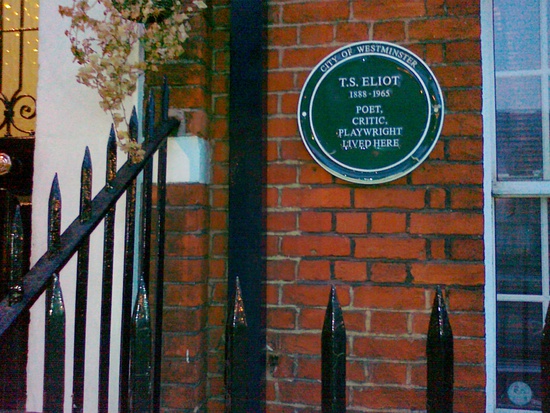 CITY OF WESTMINSTER
T.S. ELIOT
1888-1965
POET,
CRITIC,
PLAYWRIGHT
LIVED HERE